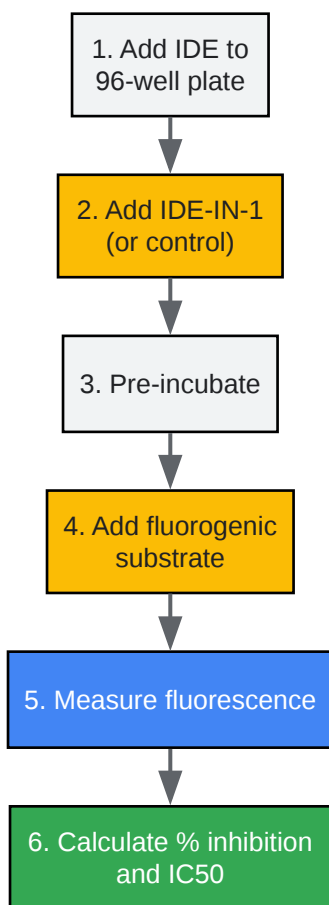 1. Add IDE to
96-well plate
2. Add IDE-IN-1
(or control)
3. Pre-incubate
4. Add fluorogenic
substrate
5. Measure fluorescence
6. Calculate % inhibition
and IC50